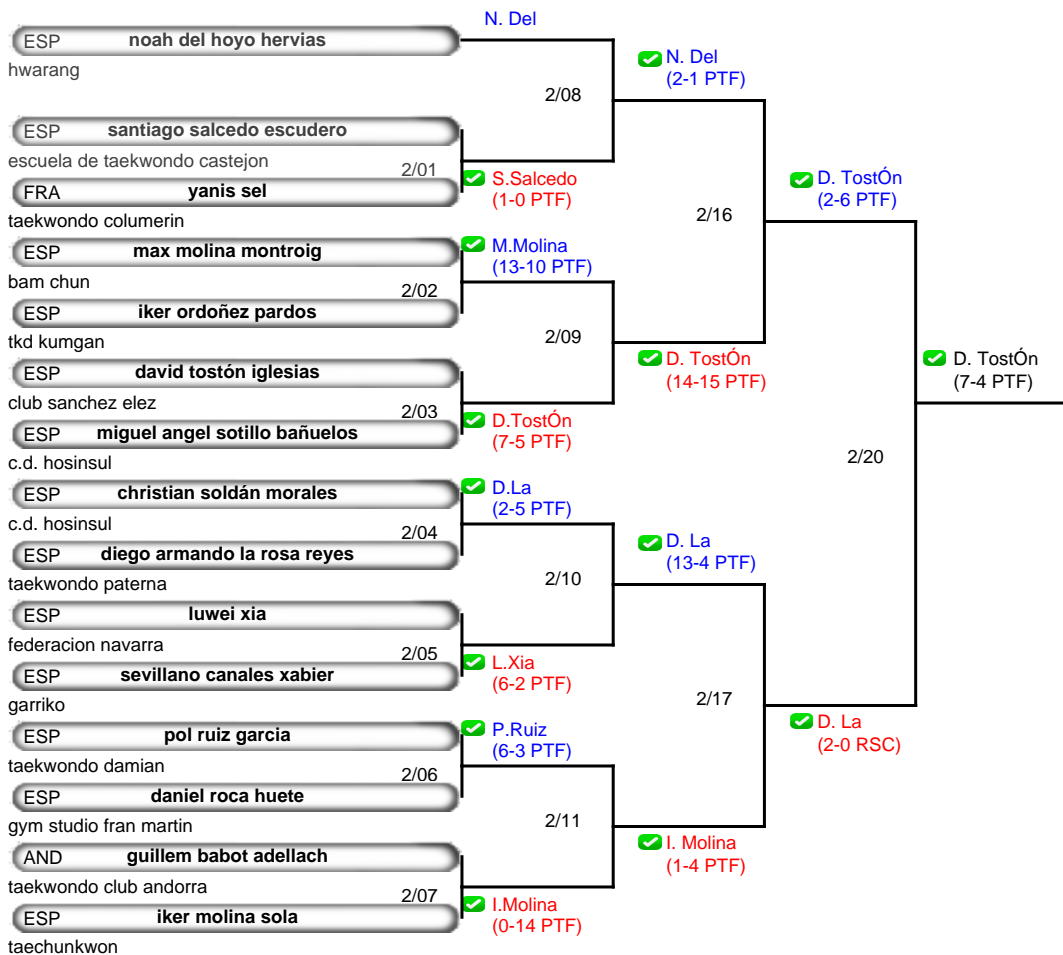 N. Del
ESP noah del hoyo hervias
hwarang
N. Del
(2-1 PTF)
2/08
ESP santiago salcedo escudero
escuela de taekwondo castejon
2/01
FRA yanis sel
taekwondo columerin
S.Salcedo
(1-0 PTF)
D. TostÓn
(2-6 PTF)
2/16
ESP max molina montroig
bam chun
M.Molina
(13-10 PTF)
2/02
ESP iker ordoñez pardos
tkd kumgan
2/09
D. TostÓn
(14-15 PTF)
D. TostÓn
(7-4 PTF)
ESP david tostón iglesias
club sanchez elez
2/03
ESP miguel angel sotillo bañuelos
c.d. hosinsul
D.TostÓn
(7-5 PTF)
2/20
ESP christian soldán morales
c.d. hosinsul
D.La
(2-5 PTF)
2/04
ESP diego armando la rosa reyes
taekwondo paterna
D. La
(13-4 PTF)
2/10
ESP luwei xia
federacion navarra
2/05
ESP sevillano canales xabier
garriko
L.Xia
(6-2 PTF)
2/17
D. La
(2-0 RSC)
ESP pol ruiz garcia
taekwondo damian
P.Ruiz
(6-3 PTF)
2/06
ESP daniel roca huete
gym studio fran martin
2/11
I. Molina
(1-4 PTF)
AND guillem babot adellach
taekwondo club andorra
2/07
ESP iker molina sola
taechunkwon
I.Molina
(0-14 PTF)